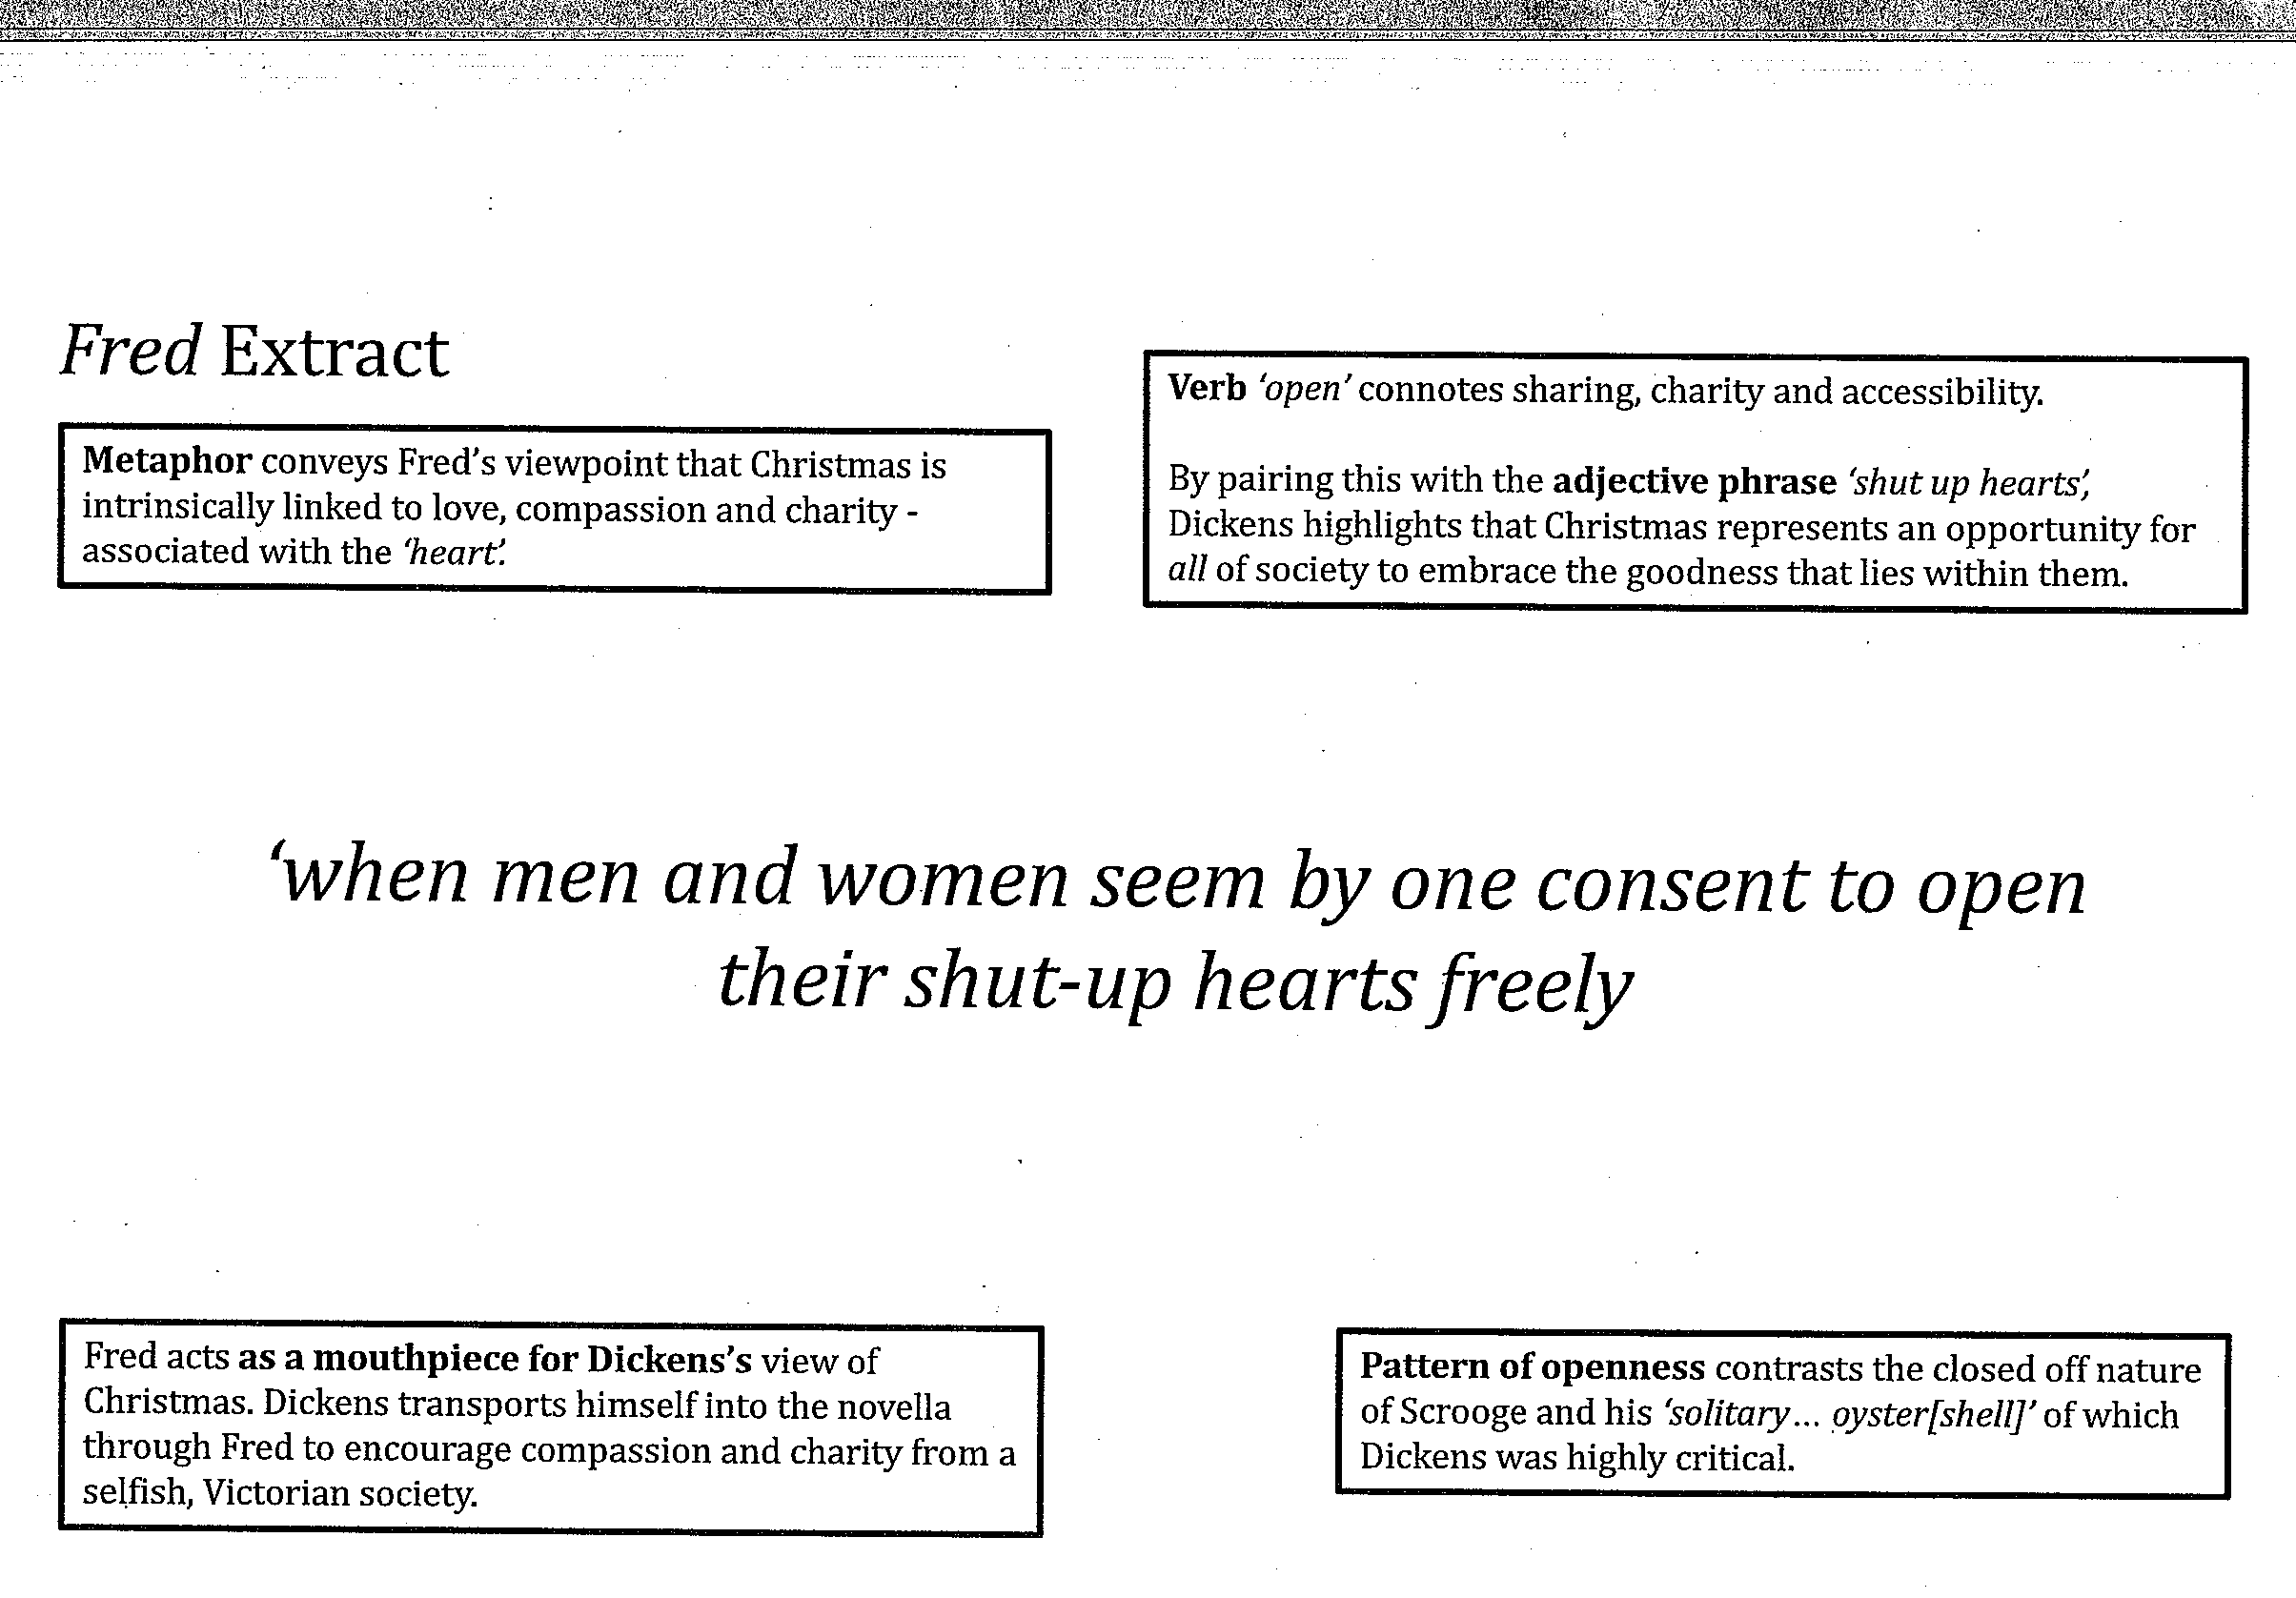 Fred Extract
Metaphor conveys Fred's viewpoint that Christmas is
intrinsically linked to love, compassion and charity -
associated with the 'heart'.
Verb 'open' connotes sharing, charity and accessibility.
By pairing this with the adjective phrase 'shut up hearts',
Dickens highlights that Christmas represents an opportunity for
all of society to embrace the goodness that lies within them.
'when men and women seem by one consent to open
their shut-up hearts freely
Fred acts as a mouthpiece for Dickens's view of
Christmas. Dickens transports himself into the novella
through Fred to encourage compassion and charity from a
selfish, Victorian society.
Pattern of openness contrasts the closed off nature
of Scrooge and his 'solitary... oyster[shell]' of which
Dickens was highly critical.